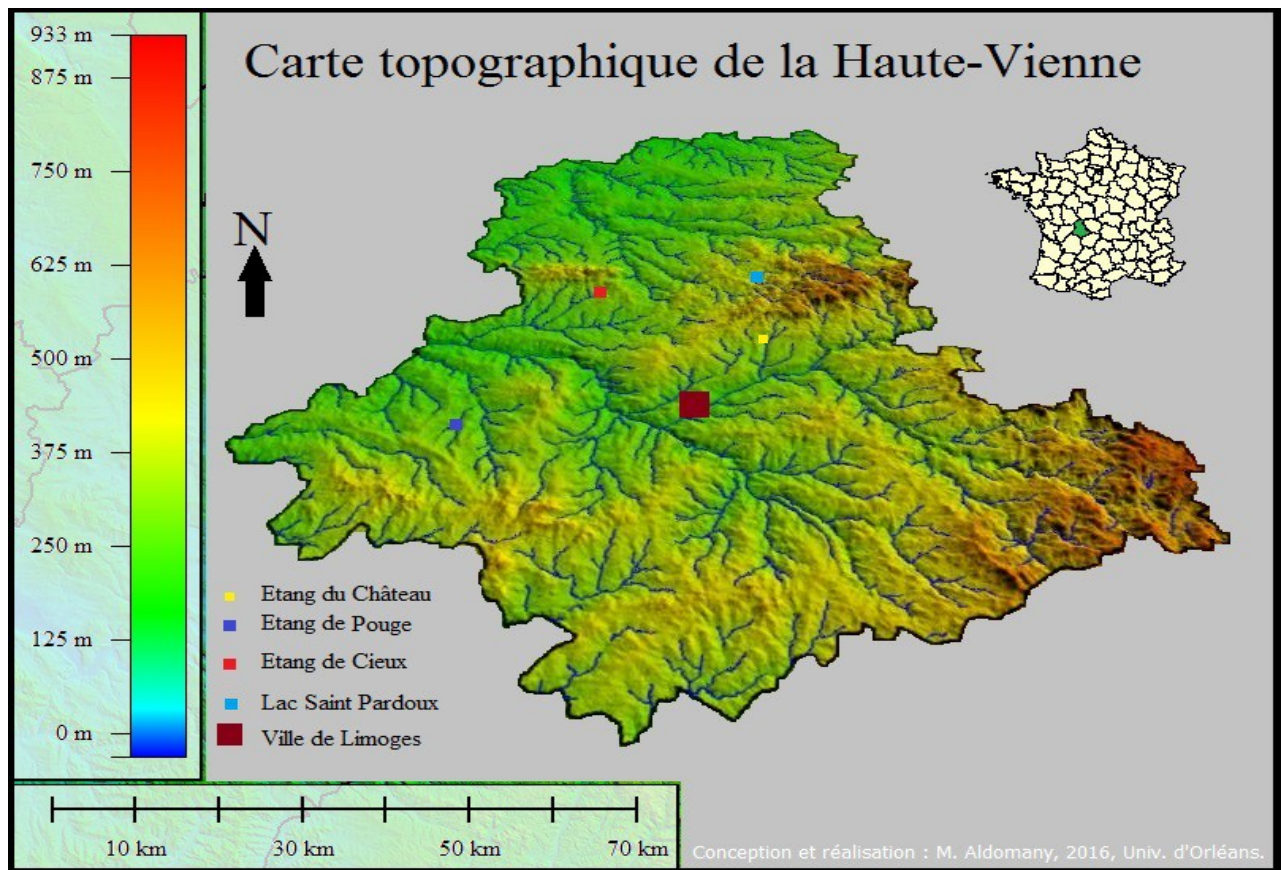 Carte topographique de la Haute-Vienne
933 m
875 m
750 m
625 m
500 m
375 m
250 m
125 m
0 m
N
Etang du Château
Etang de Pouge
Etang de Cieux
Lac Saint Pardoux
Ville de Limoges
10 km 30 km 50 km 70 km
Conception et réalisation : M. Aldomany, 2016, Univ. d'Orléans.